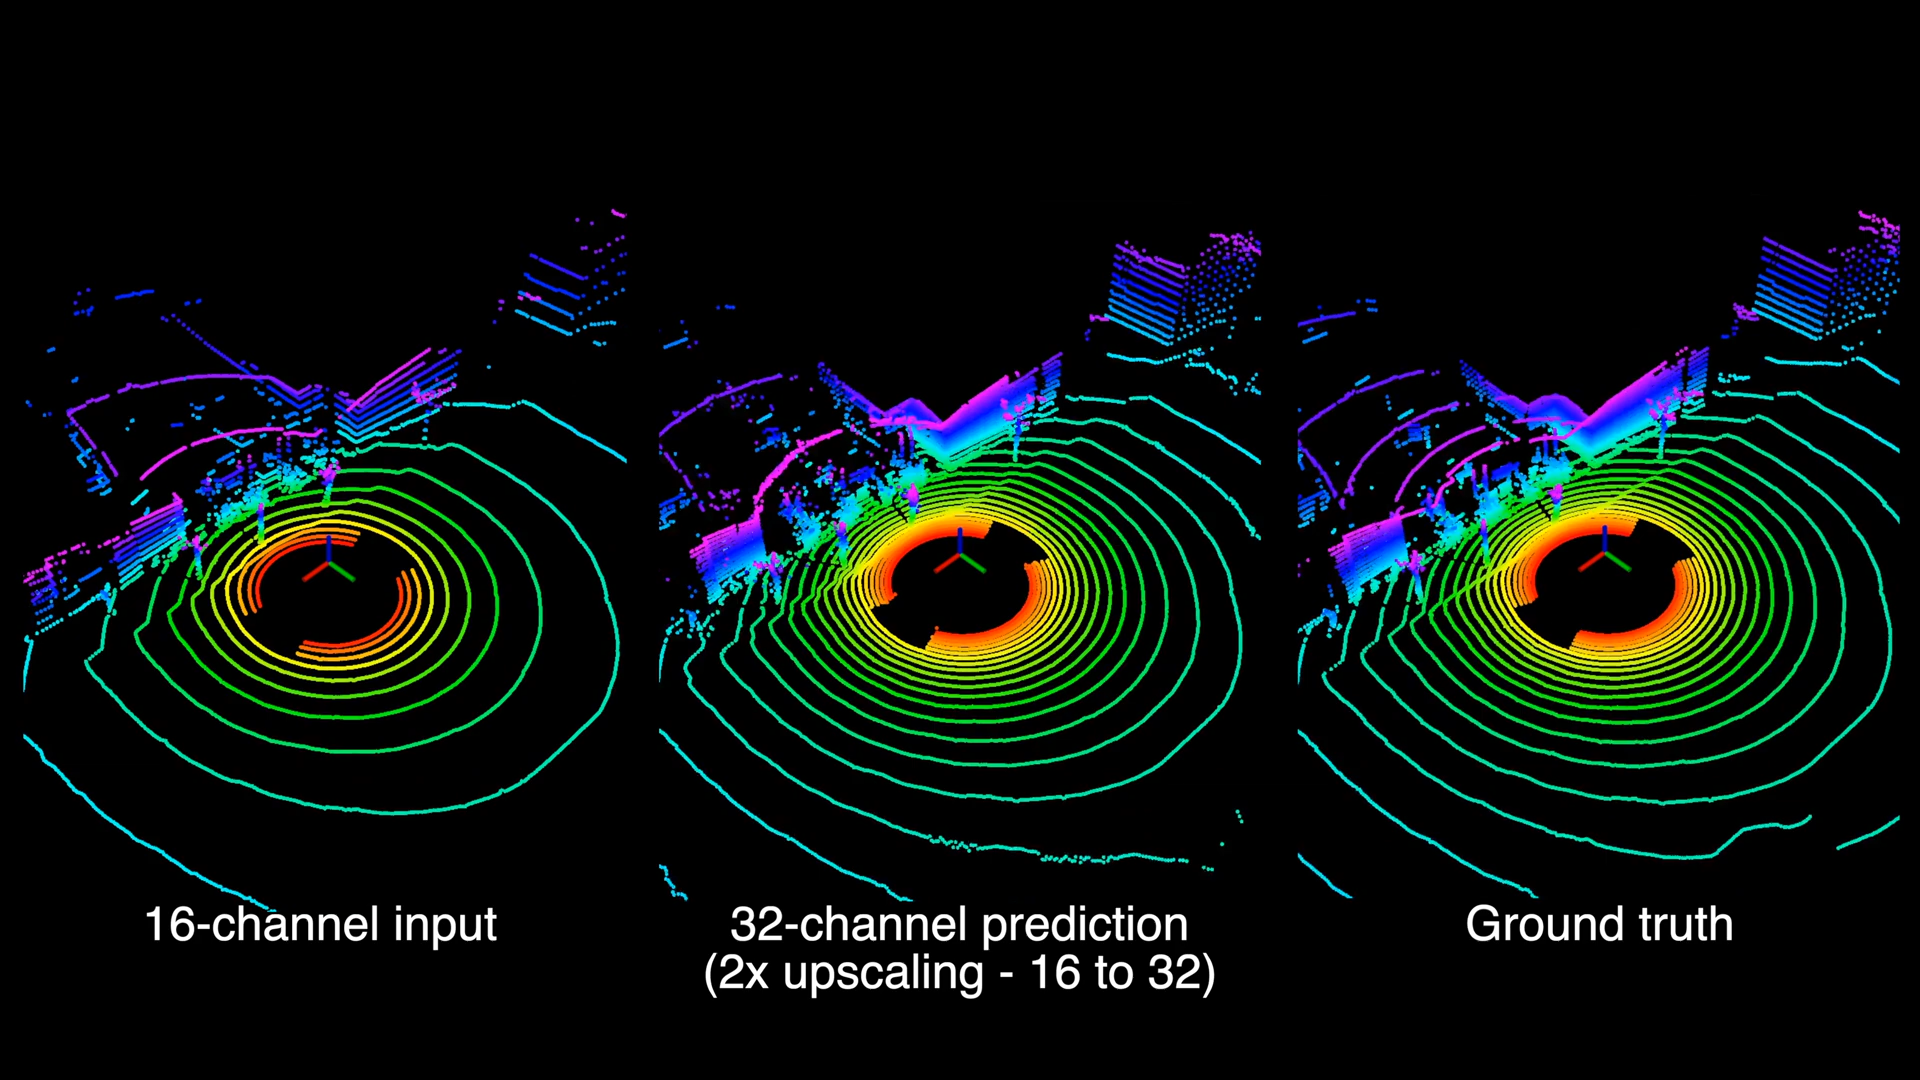 16-channel input
32-channel prediction
(2x upscaling - 16 to 32)
Ground truth